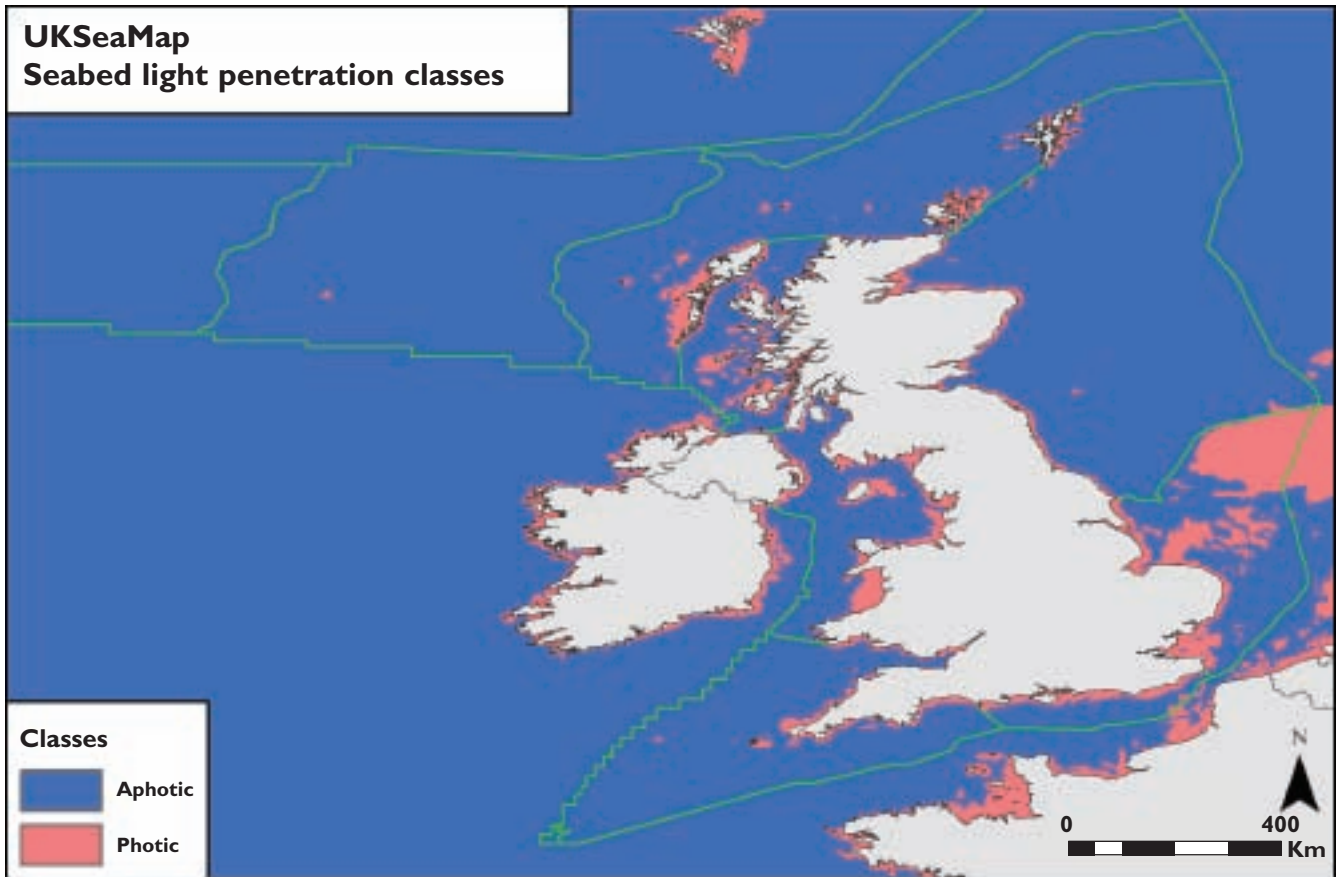 UKSeaMap
Seabed light penetration classes
Classes
Aphotic
Photic
N
0 400
Km